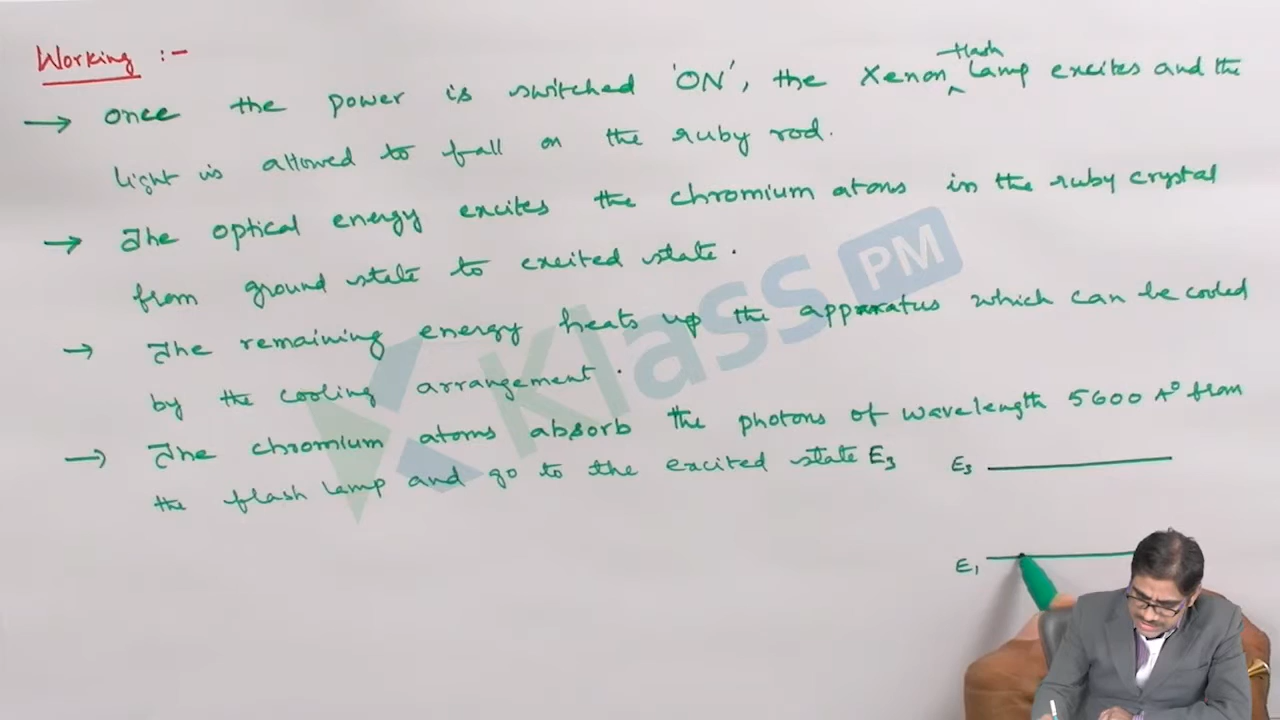 Working :-
→ Once the power is switched 'ON', the Xenon flash lamp excites and the
light is allowed to fall on the ruby rod.
→ The optical energy excites the chromium atons in the ruby crystal
from ground state to excited state.
→ The remaining energy heats up the apparatus which can be cooled
by the cooling arrangement.
→ The chromium atoms absorb the photons of wavelength 5600 A° from
the flash lamp and go to the excited state E3
E3
E1
Klass PM